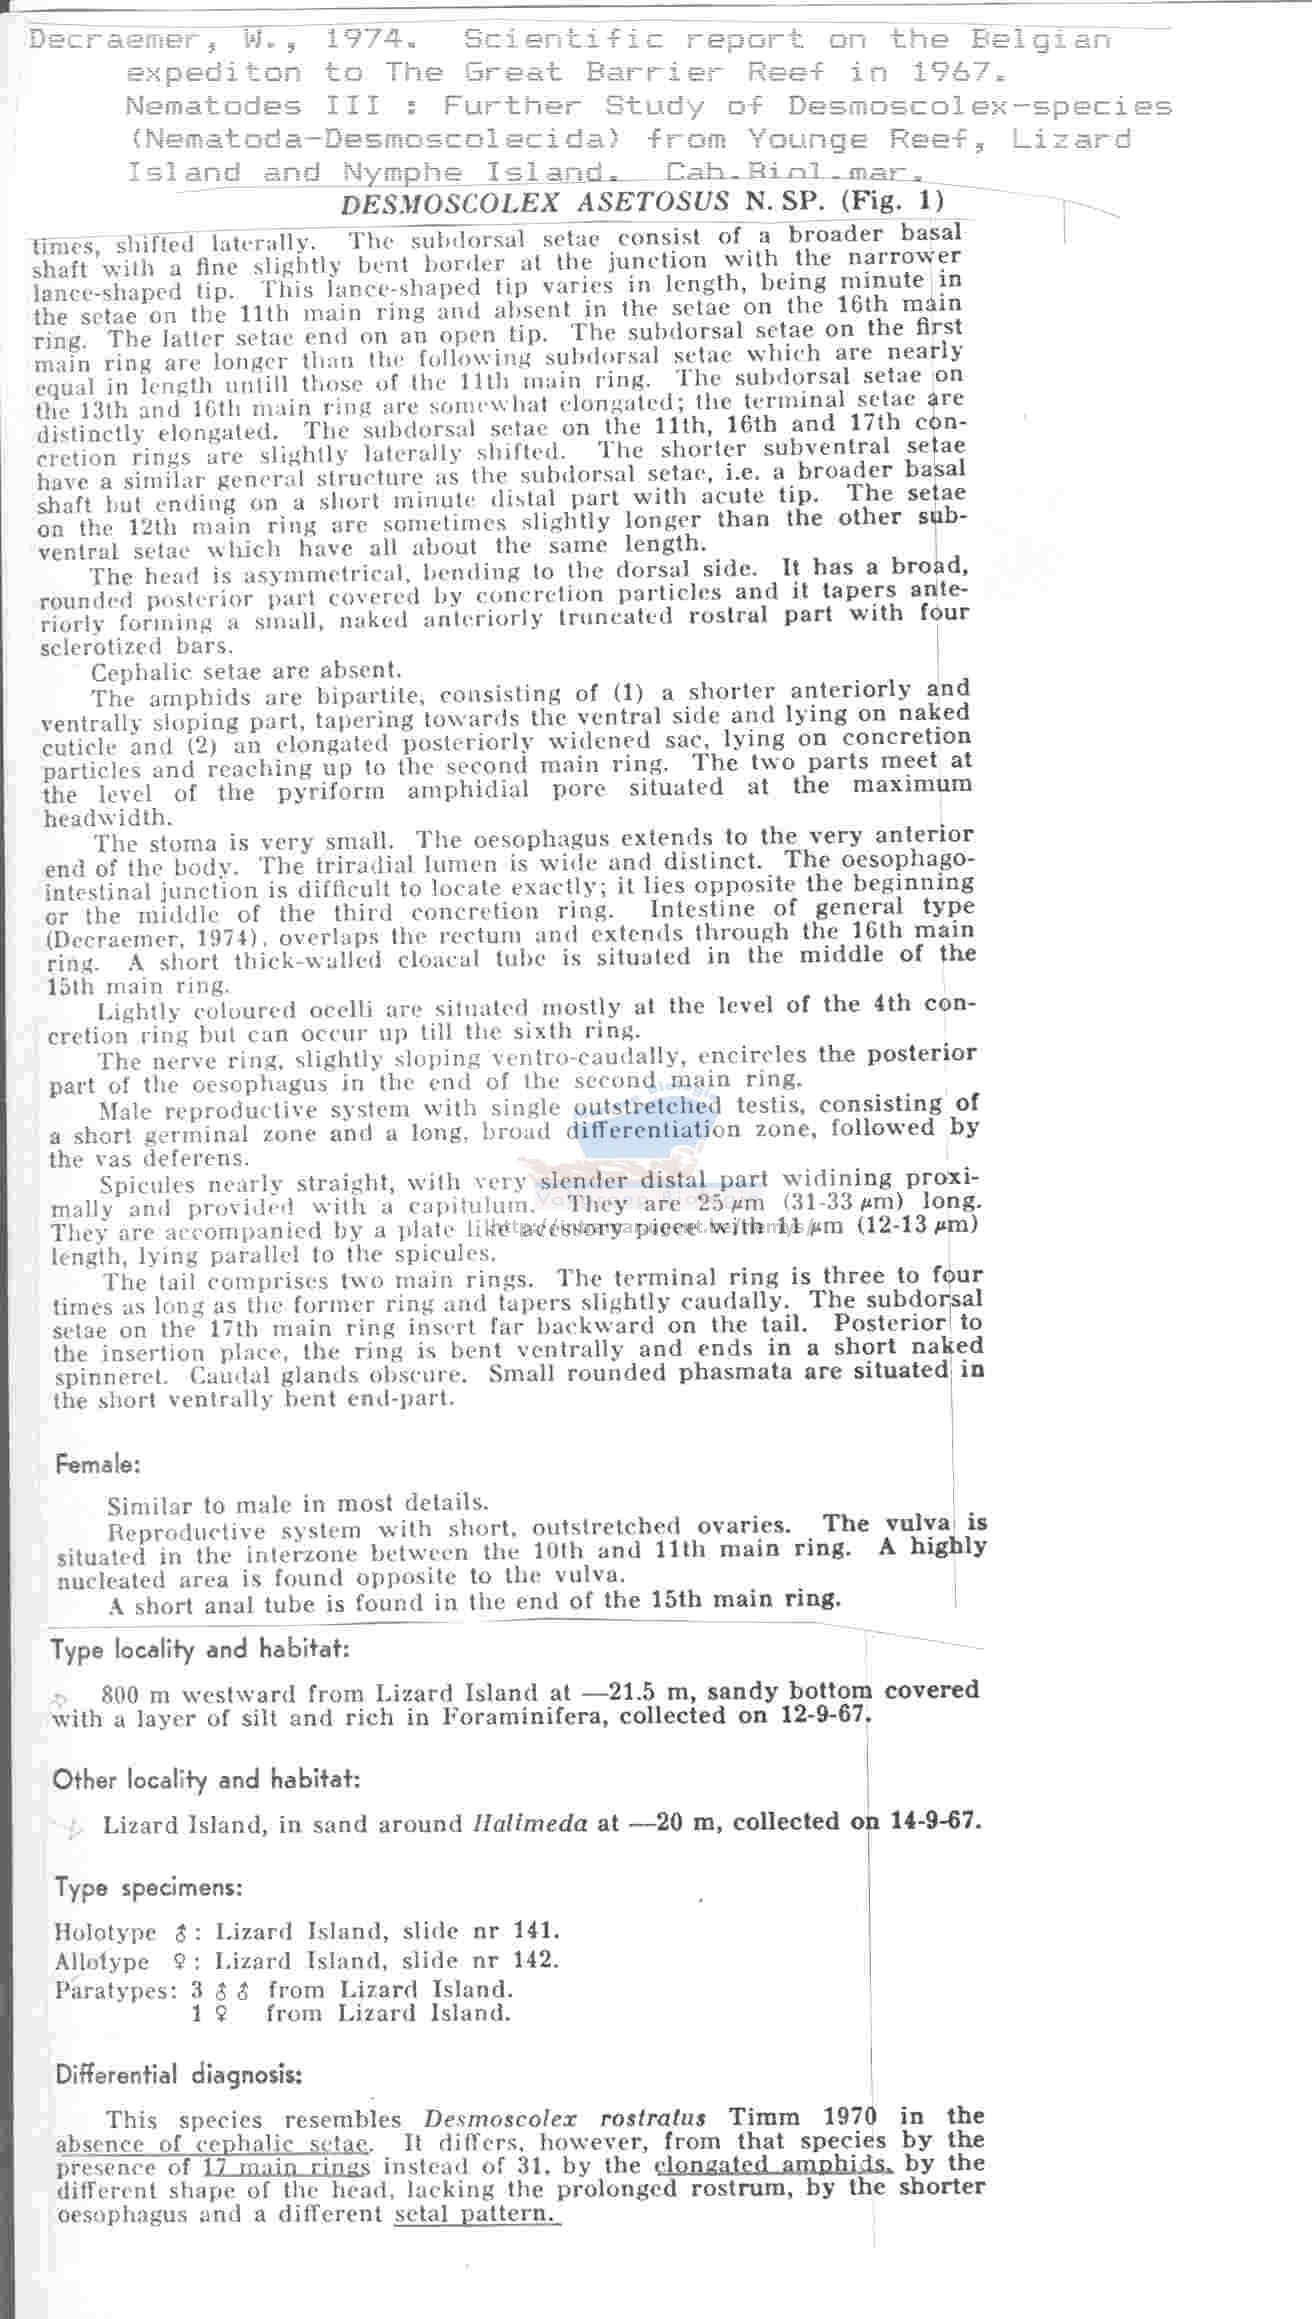 Decraemer, W., 1974. Scientific report on the Belgian
expediton to The Great Barrier Reef in 1967.
Nematodes III : Further Study of Desmoscolex-species
(Nematoda-Desmoscolecida) from Younge Reef, Lizard
Island and Nymphe Island. Cah.Biol.mar.
DESMOSCOLEX ASETOSUS N. SP. (Fig. 1)
times, shifted laterally. The subdorsal setae consist of a broader basal
shaft with a fine slightly bent border at the junction with the narrower
lance-shaped tip. This lance-shaped tip varies in length, being minute in
the setae on the 11th main ring and absent in the setae on the 16th main
ring. The latter setae end on an open tip. The subdorsal setae on the first
main ring are longer than the following subdorsal setae which are nearly
equal in length untill those of the 11th main ring. The subdorsal setae on
the 13th and 16th main ring are somewhat elongated; the terminal setae are
distinctly elongated. The subdorsal setae on the 11th, 16th and 17th con-
cretion rings are slightly laterally shifted. The shorter subventral setae
have a similar general structure as the subdorsal setae, i.e. a broader basal
shaft but ending on a short minute distal part with acute tip. The setae
on the 12th main ring are sometimes slightly longer than the other sub-
ventral setae which have all about the same length.
The head is asymmetrical, bending to the dorsal side. It has a broad,
rounded posterior part covered by concretion particles and it tapers ante-
riorly forming a small, naked anteriorly truncated rostral part with four
sclerotized bars.
Cephalic setae are absent.
The amphids are bipartite, consisting of (1) a shorter anteriorly and
ventrally sloping part, tapering towards the ventral side and lying on naked
cuticle and (2) an elongated posteriorly widened sac, lying on concretion
particles and reaching up to the second main ring. The two parts meet at
the level of the pyriform amphidial pore situated at the maximum
headwidth.
The stoma is very small. The oesophagus extends to the very anterior
end of the body. The triradial lumen is wide and distinct. The oesophago-
intestinal junction is difficult to locate exactly; it lies opposite the beginning
or the middle of the third concretion ring. Intestine of general type
(Decraemer, 1974), overlaps the rectum and extends through the 16th main
ring. A short thick-walled cloacal tube is situated in the middle of the
15th main ring.
Lightly coloured ocelli are situated mostly at the level of the 4th con-
cretion ring but can occur up till the sixth ring.
The nerve ring, slightly sloping ventro-caudally, encircles the posterior
part of the oesophagus in the end of the second main ring.
Male reproductive system with single outstretched testis, consisting of
a short germinal zone and a long, broad differentiation zone, followed by
the vas deferens.
Spicules nearly straight, with very slender distal part widining proxi-
mally and provided with a capitulum. They are 25 µm (31-33 µm) long.
They are accompanied by a plate like acessory piece with 11 µm (12-13 µm)
length, lying parallel to the spicules.
The tail comprises two main rings. The terminal ring is three to four
times as long as the former ring and tapers slightly caudally. The subdorsal
setae on the 17th main ring insert far backward on the tail. Posterior to
the insertion place, the ring is bent ventrally and ends in a short naked
spinneret. Caudal glands obscure. Small rounded phasmata are situated in
the short ventrally bent end-part.
Female:
Similar to male in most details.
Reproductive system with short, outstretched ovaries. The vulva is
situated in the interzone between the 10th and 11th main ring. A highly
nucleated area is found opposite to the vulva.
A short anal tube is found in the end of the 15th main ring.
Type locality and habitat:
800 m westward from Lizard Island at —21.5 m, sandy bottom covered
with a layer of silt and rich in Foraminifera, collected on 12-9-67.
Other locality and habitat:
Lizard Island, in sand around Halimeda at —20 m, collected on 14-9-67.
Type specimens:
Holotype ♂: Lizard Island, slide nr 141.
Allotype ♀: Lizard Island, slide nr 142.
Paratypes: 3 ♂♂ from Lizard Island.
1 ♀ from Lizard Island.
Differential diagnosis:
This species resembles Desmoscolex rostratus Timm 1970 in the
absence of cephalic setae. It differs, however, from that species by the
presence of 17 main rings instead of 31, by the elongated amphids, by the
different shape of the head, lacking the prolonged rostrum, by the shorter
oesophagus and a different setal pattern.